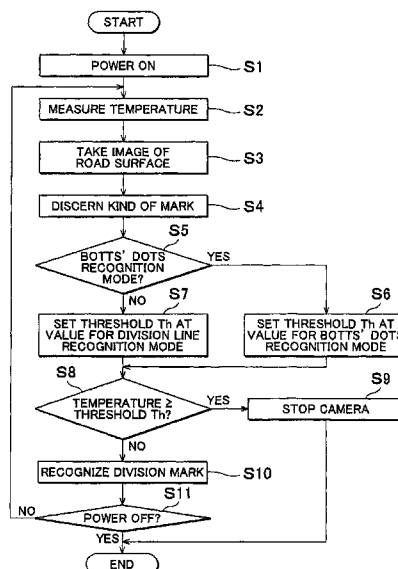 START
POWER ON
S1
MEASURE TEMPERATURE
S2
TAKE IMAGE OF
ROAD SURFACE
S3
DISCERN KIND OF MARK
S4
S5
BOTTS' DOTS
RECOGNITION
MODE?
YES
NO
S7
SET THRESHOLD Th AT
VALUE FOR DIVISION LINE
RECOGNITION MODE
S6
SET THRESHOLD Th AT
VALUE FOR BOTTS' DOTS
RECOGNITION MODE
S8
TEMPERATURE ≥
THRESHOLD Th?
YES
S9
STOP CAMERA
NO
RECOGNIZE DIVISION MARK
S10
S11
NO
POWER OFF?
YES
END